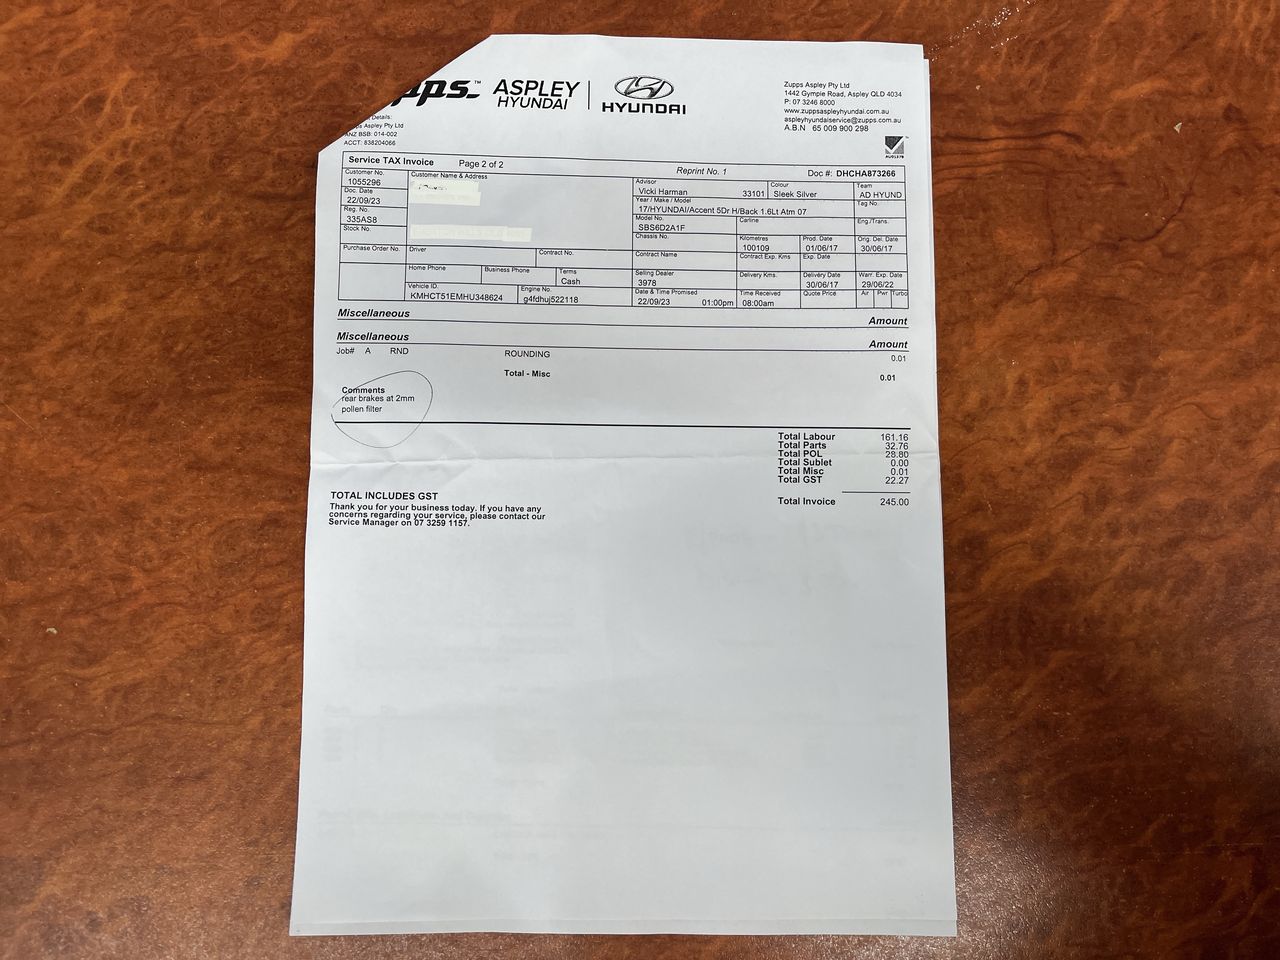 pps.™ ASPLEY HYUNDAI | HYUNDAI
Zupps Aspley Pty Ltd
1442 Gympie Road, Aspley QLD 4034
P: 07 3246 8000
www.zuppsaspleyhyundai.com.au
aspleyhyundaiservice@zupps.com.au
A.B.N 65 009 900 298
Details:
Aspley Pty Ltd
ANZ BSB: 014-002
ACCT: 838204066
Service TAX Invoice Page 2 of 2 Reprint No. 1 Doc #: DHCHA873266
Customer No.
1055296
Customer Name & Address
Advisor
Vicki Harman 33101
Colour
Sleek Silver
Team
AD HYUND
Doc. Date
22/09/23
Year / Make / Model
17/HYUNDAI/Accent 5Dr H/Back 1.6Lt Atm 07
Tag No.
Reg. No.
335AS8
Model No.
SBS6D2A1F
Carline
Eng./Trans.
Stock No.
Chassis No.
Kilometres
100109
Prod. Date
01/06/17
Orig. Del. Date
30/06/17
Purchase Order No.
Driver
Contract No.
Contract Name
Contract Exp. Kms
Exp. Date
Home Phone
Business Phone
Terms
Cash
Selling Dealer
3978
Delivery Kms.
Delivery Date
30/06/17
Warr. Exp. Date
29/06/22
Vehicle ID.
KMHCT51EMHU348624
Engine No.
g4fdhuj522118
Date & Time Promised
22/09/23 01:00pm
Time Received
08:00am
Quote Price
Air Pwr Turbo
Miscellaneous Amount
Miscellaneous Amount
Job# A RND ROUNDING 0.01
Total - Misc 0.01
Comments
rear brakes at 2mm
pollen filter
Total Labour 161.16
Total Parts 32.76
Total POL 28.80
Total Sublet 0.00
Total Misc 0.01
Total GST 22.27
Total Invoice 245.00
TOTAL INCLUDES GST
Thank you for your business today. If you have any
concerns regarding your service, please contact our
Service Manager on 07 3259 1157.